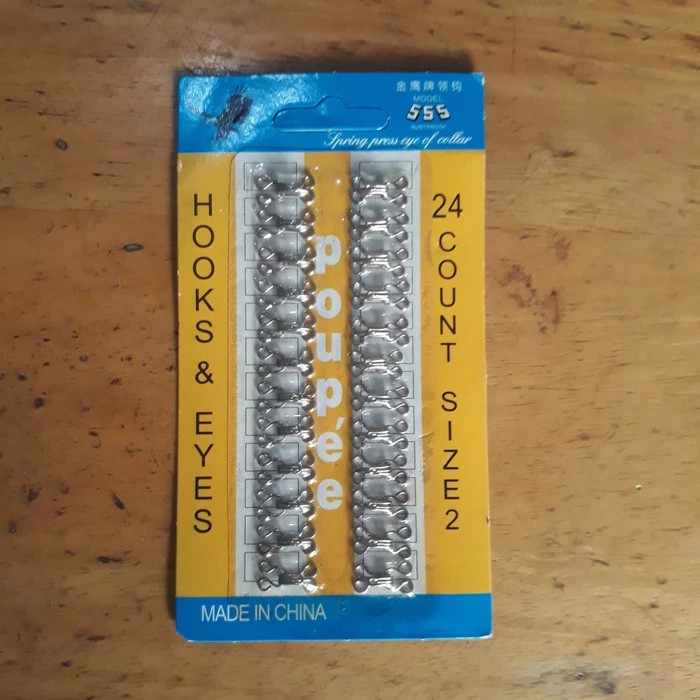 金鹰牌领钩
MODEL
555
RUSTPROOF
Spring press eye of collar
HOOKS & EYES
poupée
24 COUNT SIZE 2
MADE IN CHINA